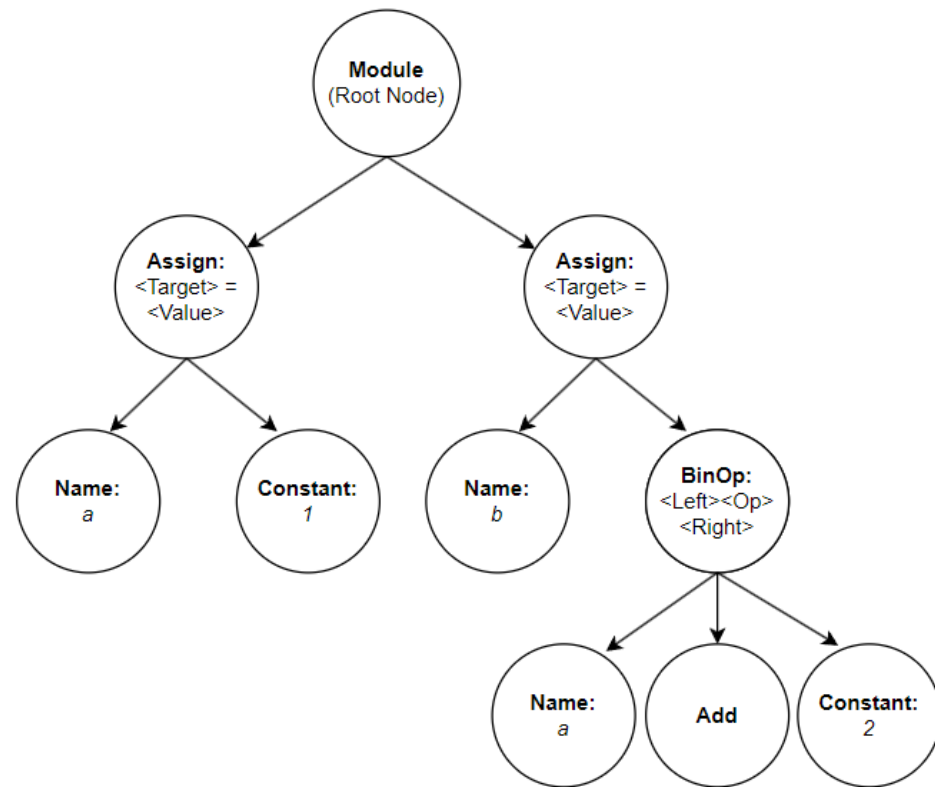 Module
(Root Node)
Assign:
<Target> =
<Value>
Assign:
<Target> =
<Value>
Name:
a
Constant:
1
Name:
b
BinOp:
<Left><Op>
<Right>
Name:
a
Add
Constant:
2